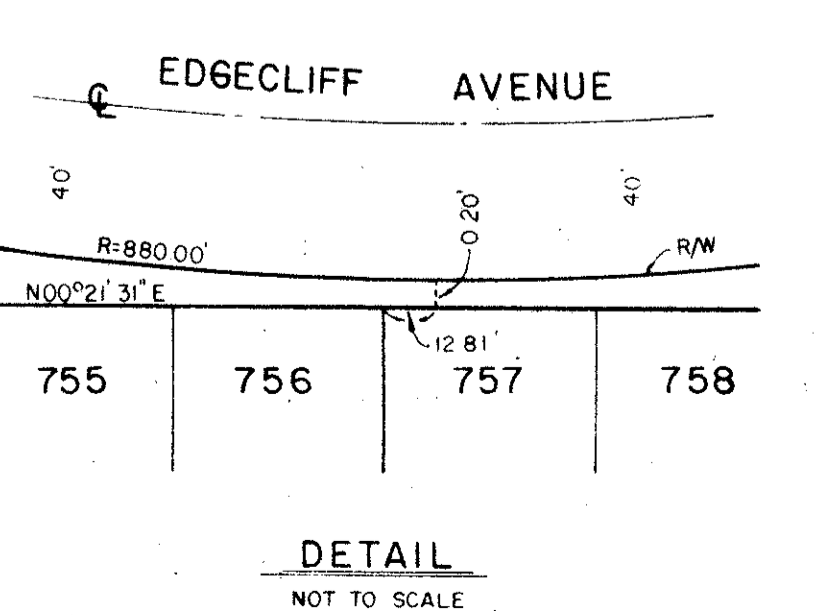 EDGECLIFF AVENUE
℄
40'
40'
0.20'
R=880.00'
R/W
N00°21'31"E
12.81'
755 756 757 758
DETAIL
NOT TO SCALE